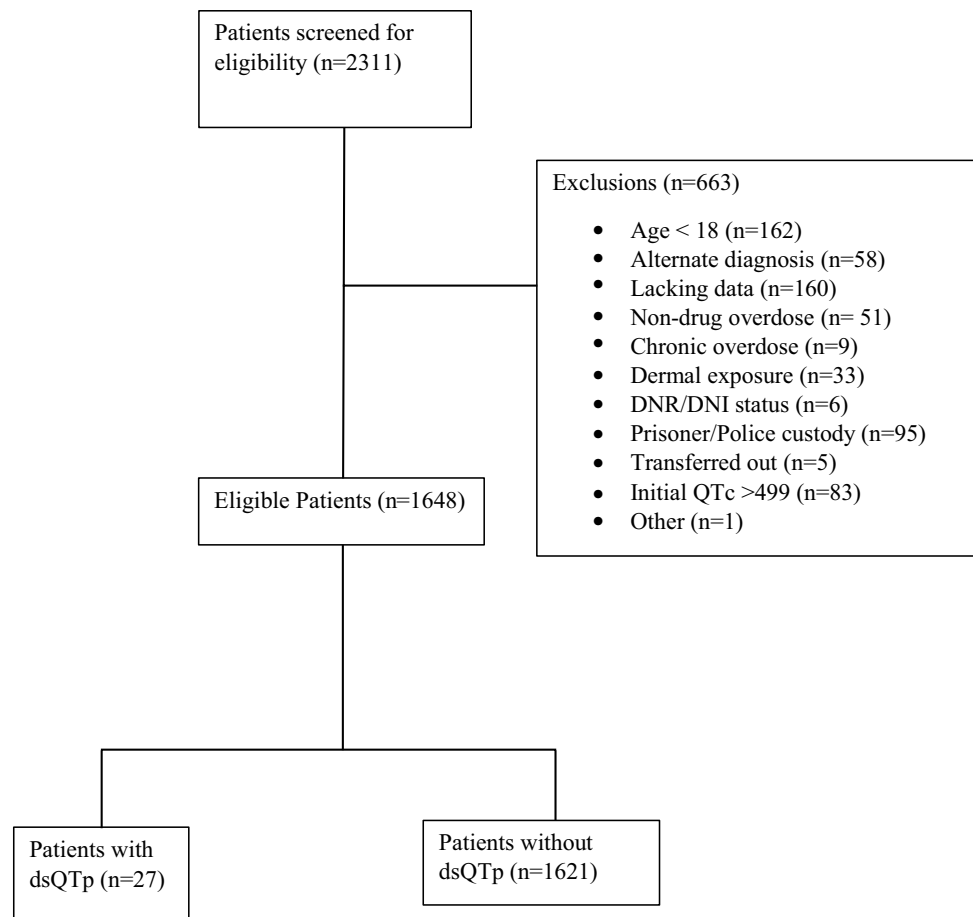 Patients screened for
eligibility (n=2311)
Exclusions (n=663)
• Age < 18 (n=162)
• Alternate diagnosis (n=58)
• Lacking data (n=160)
• Non-drug overdose (n= 51)
• Chronic overdose (n=9)
• Dermal exposure (n=33)
• DNR/DNI status (n=6)
• Prisoner/Police custody (n=95)
• Transferred out (n=5)
• Initial QTc >499 (n=83)
• Other (n=1)
Eligible Patients (n=1648)
Patients with
dsQTp (n=27)
Patients without
dsQTp (n=1621)